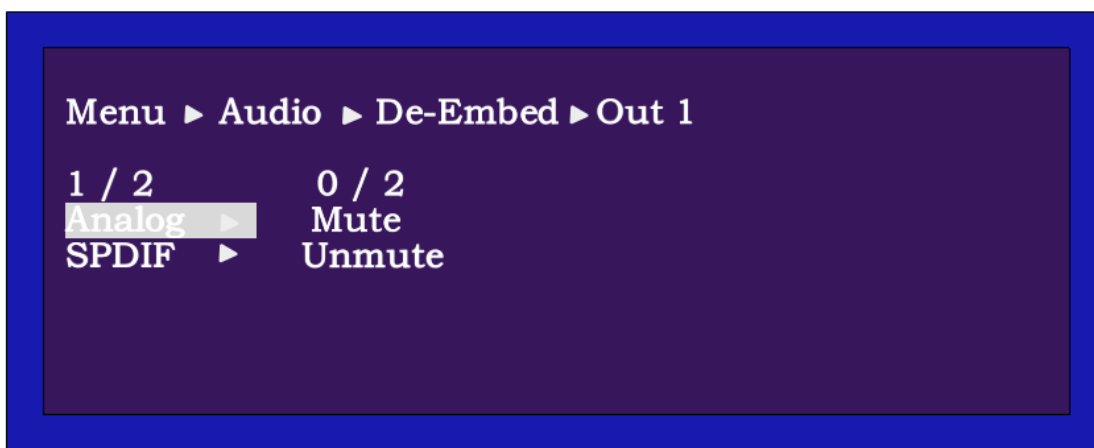 Menu ▶ Audio ▶ De-Embed ▶ Out 1
1 / 2 0 / 2
Analog ▶ Mute
SPDIF ▶ Unmute